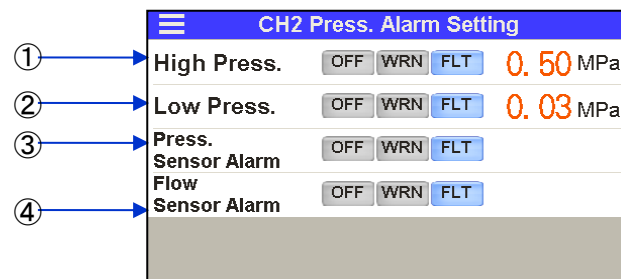 CH2 Press. Alarm Setting
① High Press. OFF WRN FLT 0.50 MPa
② Low Press. OFF WRN FLT 0.03 MPa
③ Press.
Sensor Alarm OFF WRN FLT
④ Flow
Sensor Alarm OFF WRN FLT